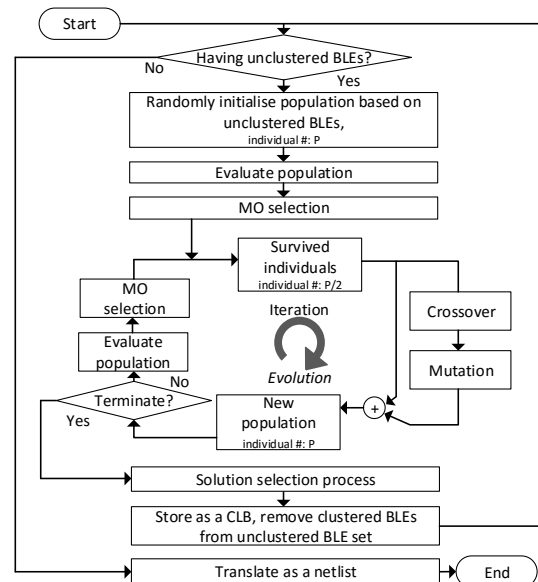 Start
Having unclustered BLEs?
No
Yes
Randomly initialise population based on
unclustered BLEs,
individual #: P
Evaluate population
MO selection
Survived
individuals
individual #: P/2
MO
selection
Iteration
Crossover
Evaluate
population
Evolution
Mutation
No
Terminate?
Yes
New
population
individual #: P
+
Solution selection process
Store as a CLB, remove clustered BLEs
from unclustered BLE set
Translate as a netlist
End